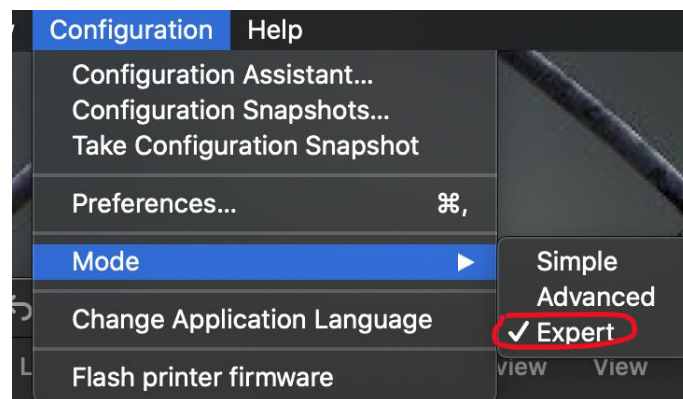 Configuration Help
Configuration Assistant...
Configuration Snapshots...
Take Configuration Snapshot
Preferences... ⌘,
Mode
Simple
Advanced
✓ Expert
Change Application Language
Flash printer firmware
View